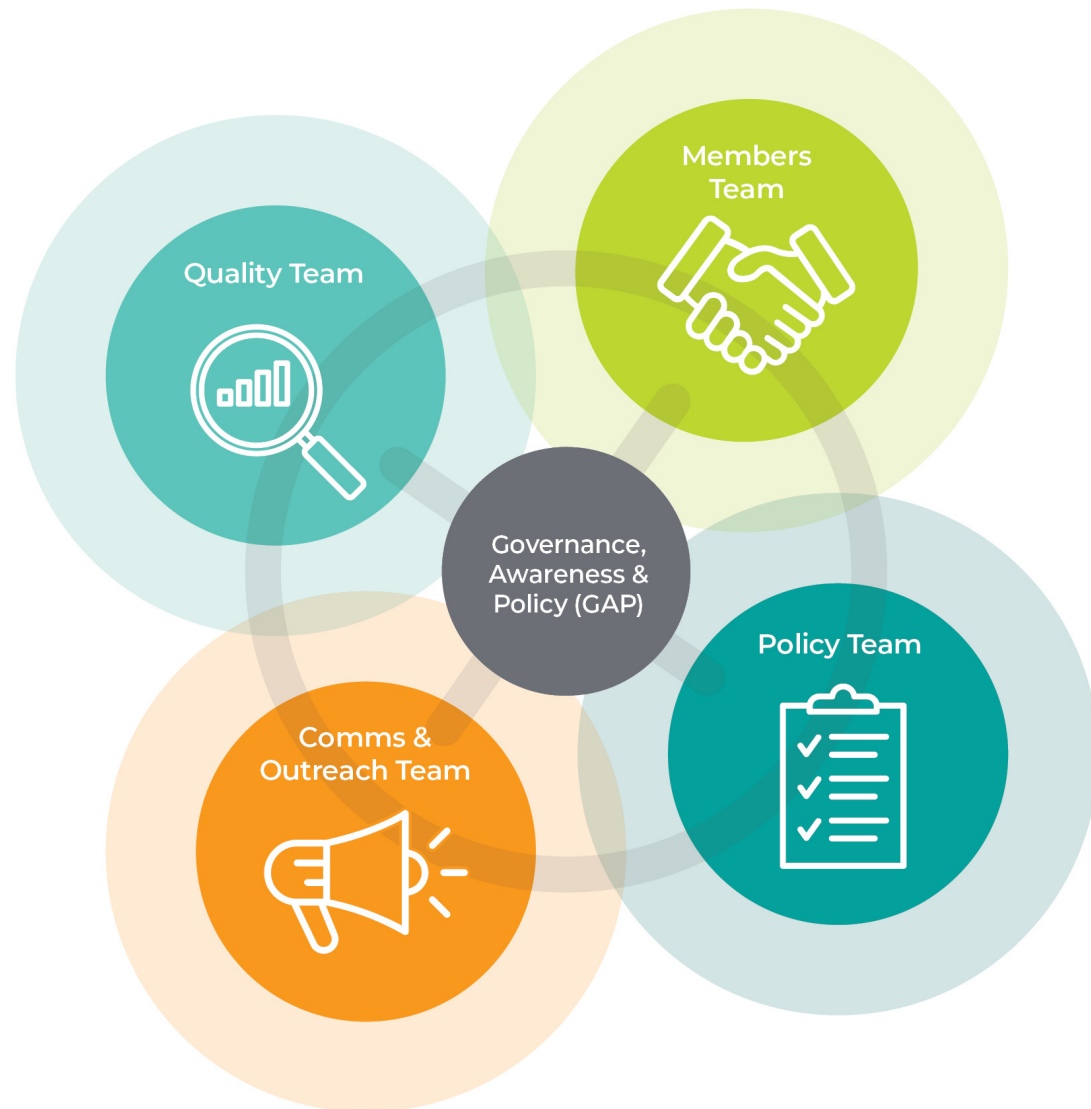 Members
Team
Quality Team
Governance,
Awareness &
Policy (GAP)
Policy Team
Comms &
Outreach Team